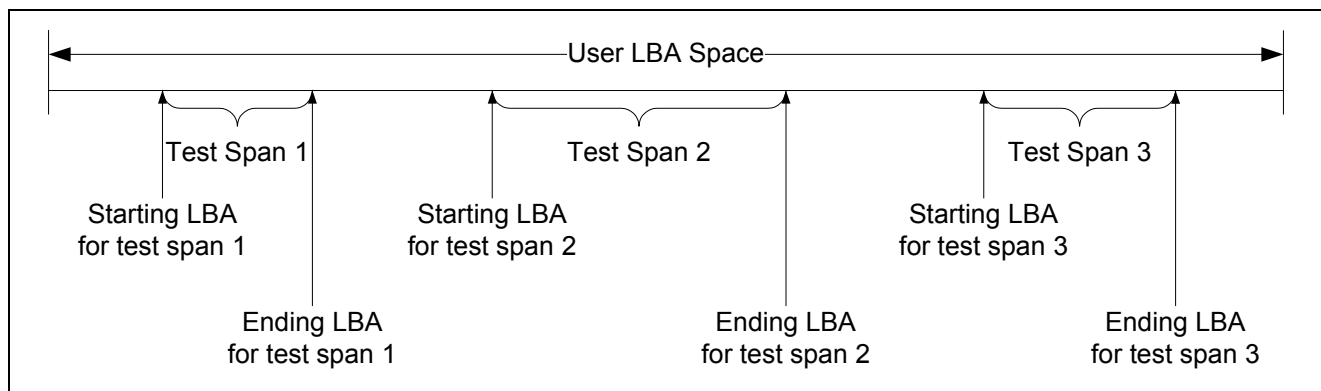 User LBA Space
Test Span 1
Test Span 2
Test Span 3
Starting LBA
for test span 1
Starting LBA
for test span 2
Starting LBA
for test span 3
Ending LBA
for test span 1
Ending LBA
for test span 2
Ending LBA
for test span 3